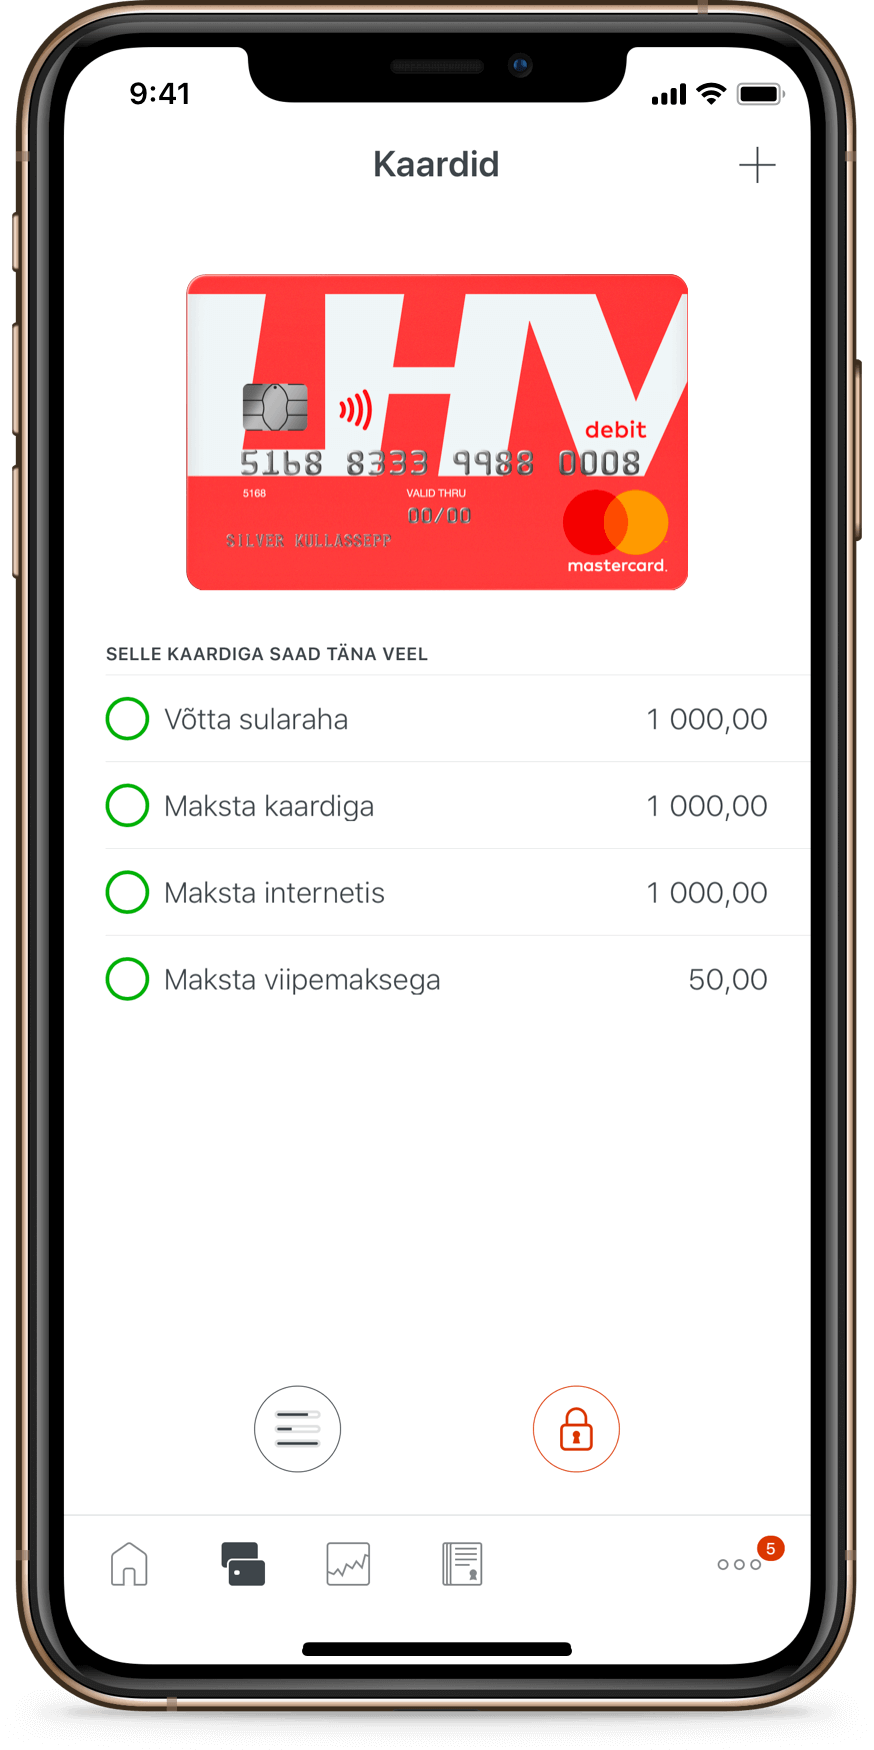 9:41
Kaardid
LHV
debit
5168 8333 9988 0008
5168
VALID THRU
00/00
SILVER KULLASSEPP
mastercard.
SELLE KAARDIGA SAAD TÄNA VEEL
Võtta sularaha 1 000,00
Maksta kaardiga 1 000,00
Maksta internetis 1 000,00
Maksta viipemaksega 50,00
5